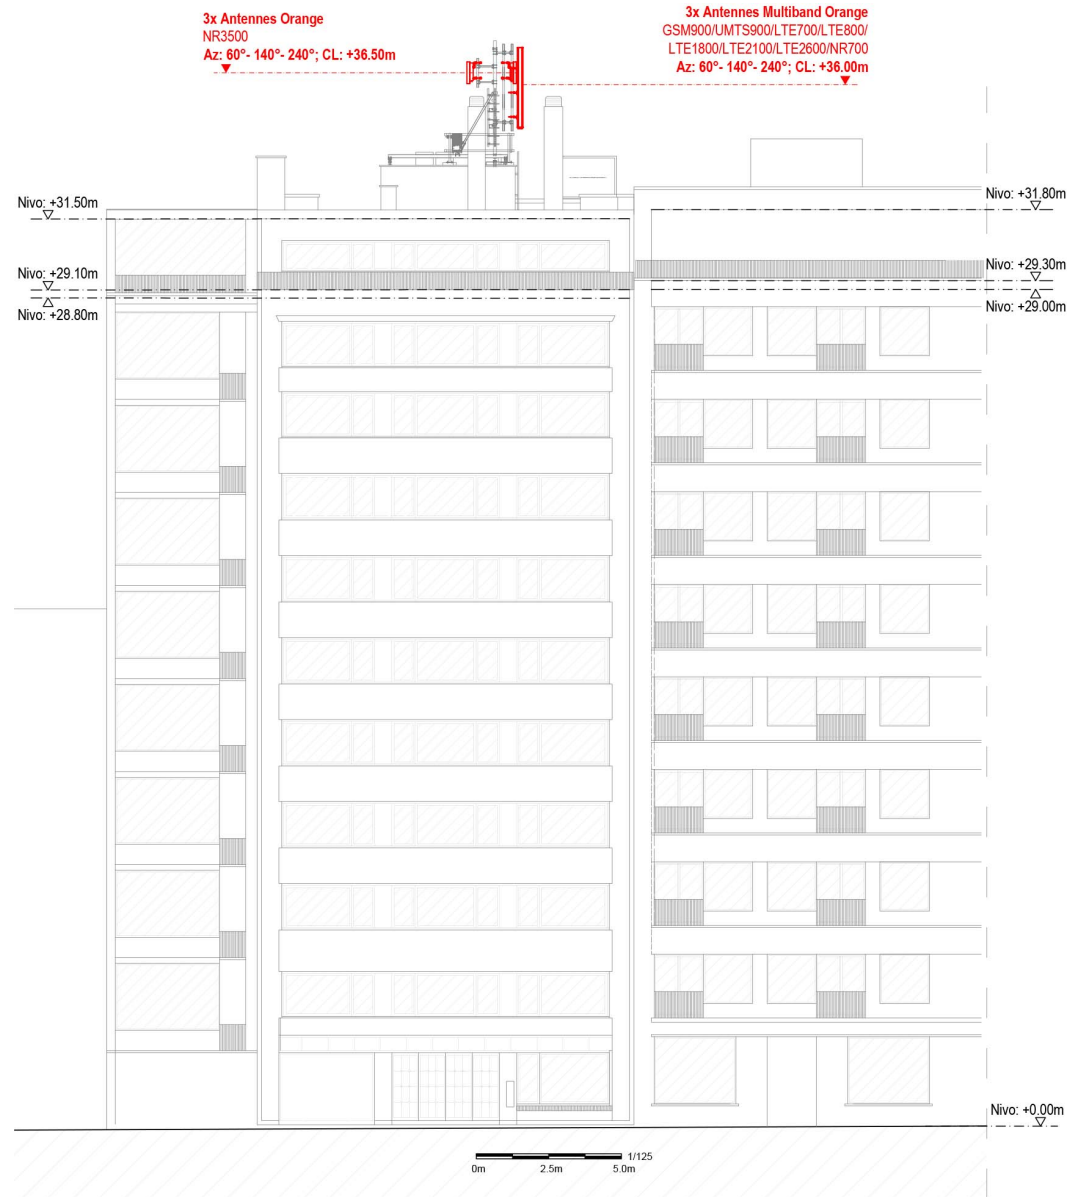 3x Antennes Orange
NR3500
Az: 60°- 140°- 240°; CL: +36.50m
3x Antennes Multiband Orange
GSM900/UMTS900/LTE700/LTE800/
LTE1800/LTE2100/LTE2600/NR700
Az: 60°- 140°- 240°; CL: +36.00m
Nivo: +31.50m
Nivo: +31.80m
Nivo: +29.10m
Nivo: +29.30m
Nivo: +28.80m
Nivo: +29.00m
Nivo: +0.00m
1/125
0m 2.5m 5.0m